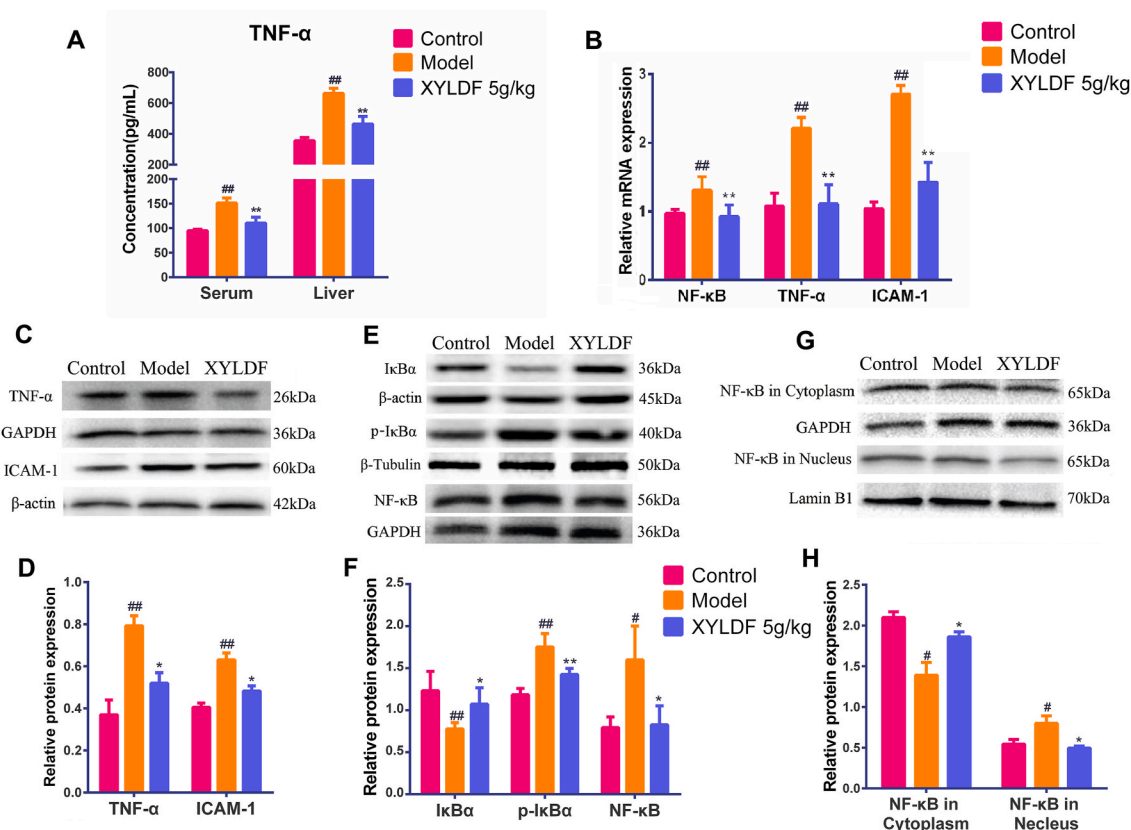 A
TNF-α
Control
Model
XYLDF 5g/kg
Concentration(pg/mL)
800
600
400
200
200
150
100
50
0
##
**
##
**
Serum Liver
B
Control
Model
XYLDF 5g/kg
Relative mRNA expression
3
2
1
0
##
**
##
**
##
**
NF-κB TNF-α ICAM-1
C
Control Model XYLDF
TNF-α 26kDa
GAPDH 36kDa
ICAM-1 60kDa
β-actin 42kDa
E
Control Model XYLDF
IκBα 36kDa
β-actin 45kDa
p-IκBα 40kDa
β-Tubulin 50kDa
NF-κB 56kDa
GAPDH 36kDa
G
Control Model XYLDF
NF-κB in Cytoplasm 65kDa
GAPDH 36kDa
NF-κB in Nucleus 65kDa
Lamin B1 70kDa
D
Relative protein expression
1.0
0.8
0.6
0.4
0.2
0.0
##
*
##
*
TNF-α ICAM-1
F
Control
Model
XYLDF 5g/kg
Relative protein expression
2.5
2.0
1.5
1.0
0.5
0.0
##
*
##
**
#
*
IκBα p-IκBα NF-κB
H
Relative protein expression
2.5
2.0
1.5
1.0
0.5
0.0
#
*
#
*
NF-κB in NF-κB in
Cytoplasm Necleus